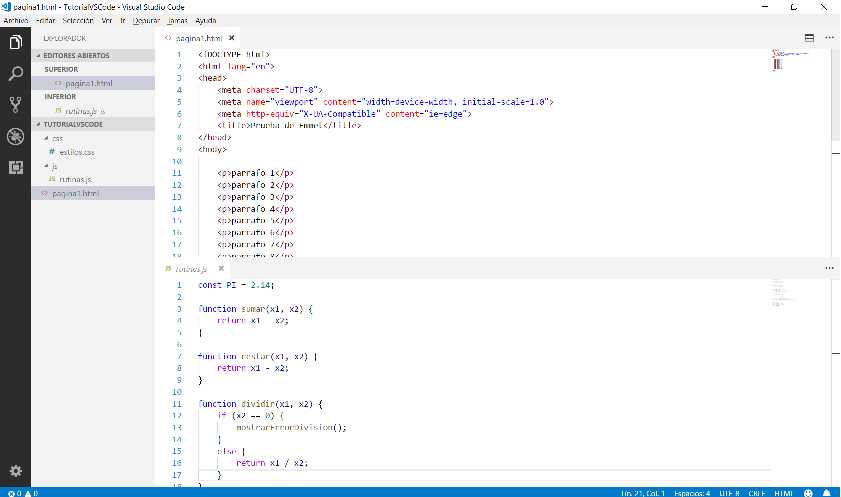 pagina1.html - TutorialVSCode - Visual Studio Code
Archivo Editar Selección Ver Ir Depurar Tareas Ayuda
EXPLORADOR
EDITORES ABIERTOS
SUPERIOR
<> pagina1.html
INFERIOR
JS rutinas.js js
TUTORIALVSCODE
css
# estilos.css
js
JS rutinas.js
<> pagina1.html
<> pagina1.html
1 <!DOCTYPE html>
2 <html lang="en">
3 <head>
4 <meta charset="UTF-8">
5 <meta name="viewport" content="width=device-width, initial-scale=1.0">
6 <meta http-equiv="X-UA-Compatible" content="ie=edge">
7 <title>Prueba de Emmet</title>
8 </head>
9 <body>
10
11 <p>parrafo 1</p>
12 <p>parrafo 2</p>
13 <p>parrafo 3</p>
14 <p>parrafo 4</p>
15 <p>parrafo 5</p>
16 <p>parrafo 6</p>
17 <p>parrafo 7</p>
18 <p>parrafo 8</p>
JS rutinas.js
1 const PI = 2.14;
2
3 function sumar(x1, x2) {
4 return x1 - x2;
5 }
6
7 function restar(x1, x2) {
8 return x1 - x2;
9 }
10
11 function dividir(x1, x2) {
12 if (x2 == 0) {
13 mostrarErrorDivision();
14 }
15 else {
16 return x1 / x2;
17 }
18 }
0 0
Lín. 21, Col. 1 Espacios: 4 UTF-8 CRLF HTML